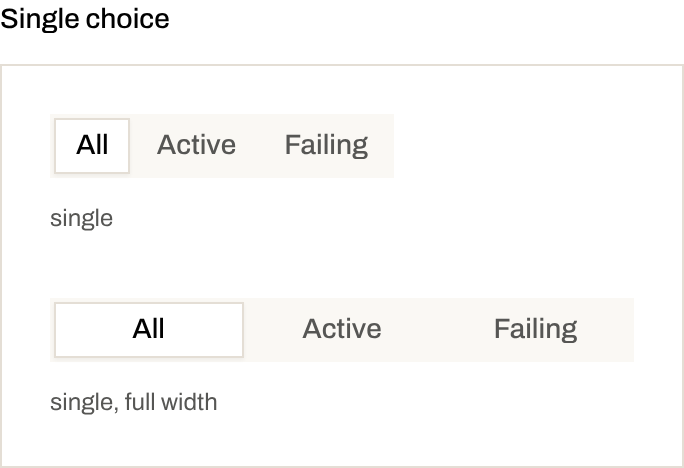 Single choice
All Active Failing
single
All Active Failing
single, full width